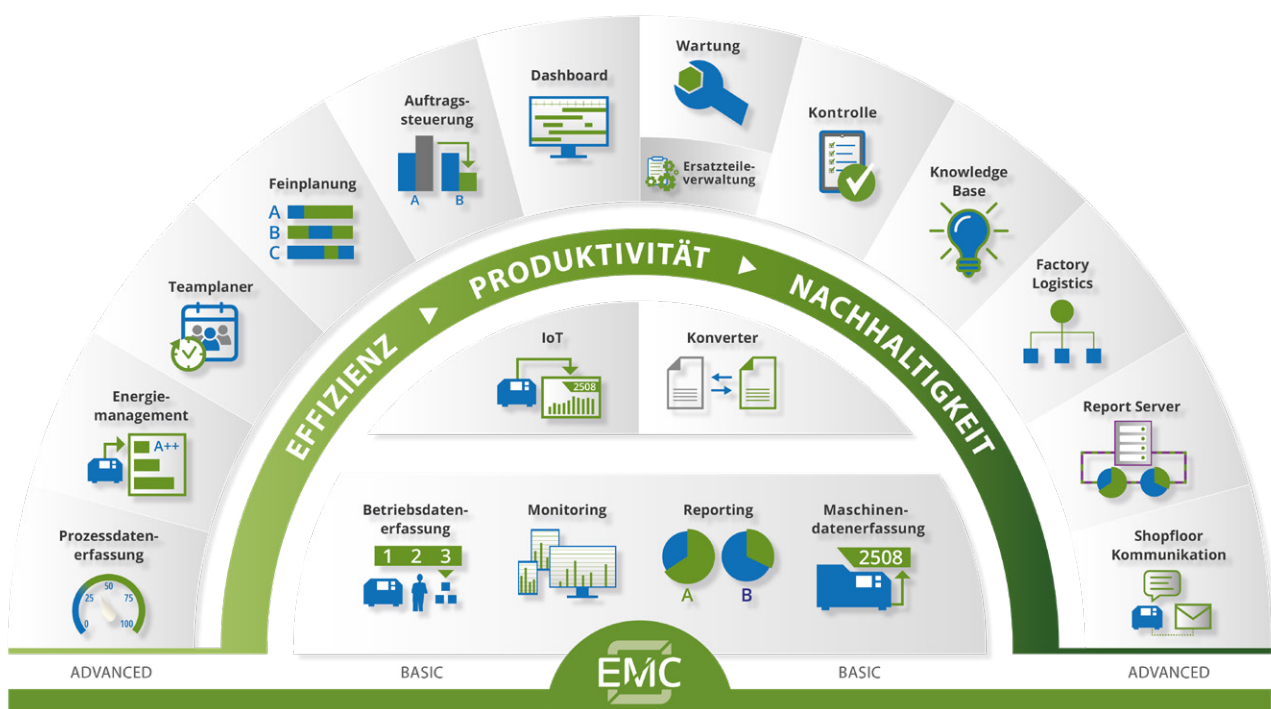 Wartung
Dashboard
Auftrags-
steuerung
A
B
Kontrolle
Ersatzteile-
verwaltung
Feinplanung
A
B
C
Knowledge
Base
Teamplaner
Factory
Logistics
EFFIZIENZ ▶ PRODUKTIVITÄT ▶ NACHHALTIGKEIT
IoT
2508
Konverter
Energie-
management
A++
Report Server
Prozessdaten-
erfassung
0
25
50
75
100
Betriebsdaten-
erfassung
1 2 3
Monitoring
Reporting
A
B
Maschinen-
datenerfassung
2508
Shopfloor
Kommunikation
ADVANCED
BASIC
EMC
BASIC
ADVANCED